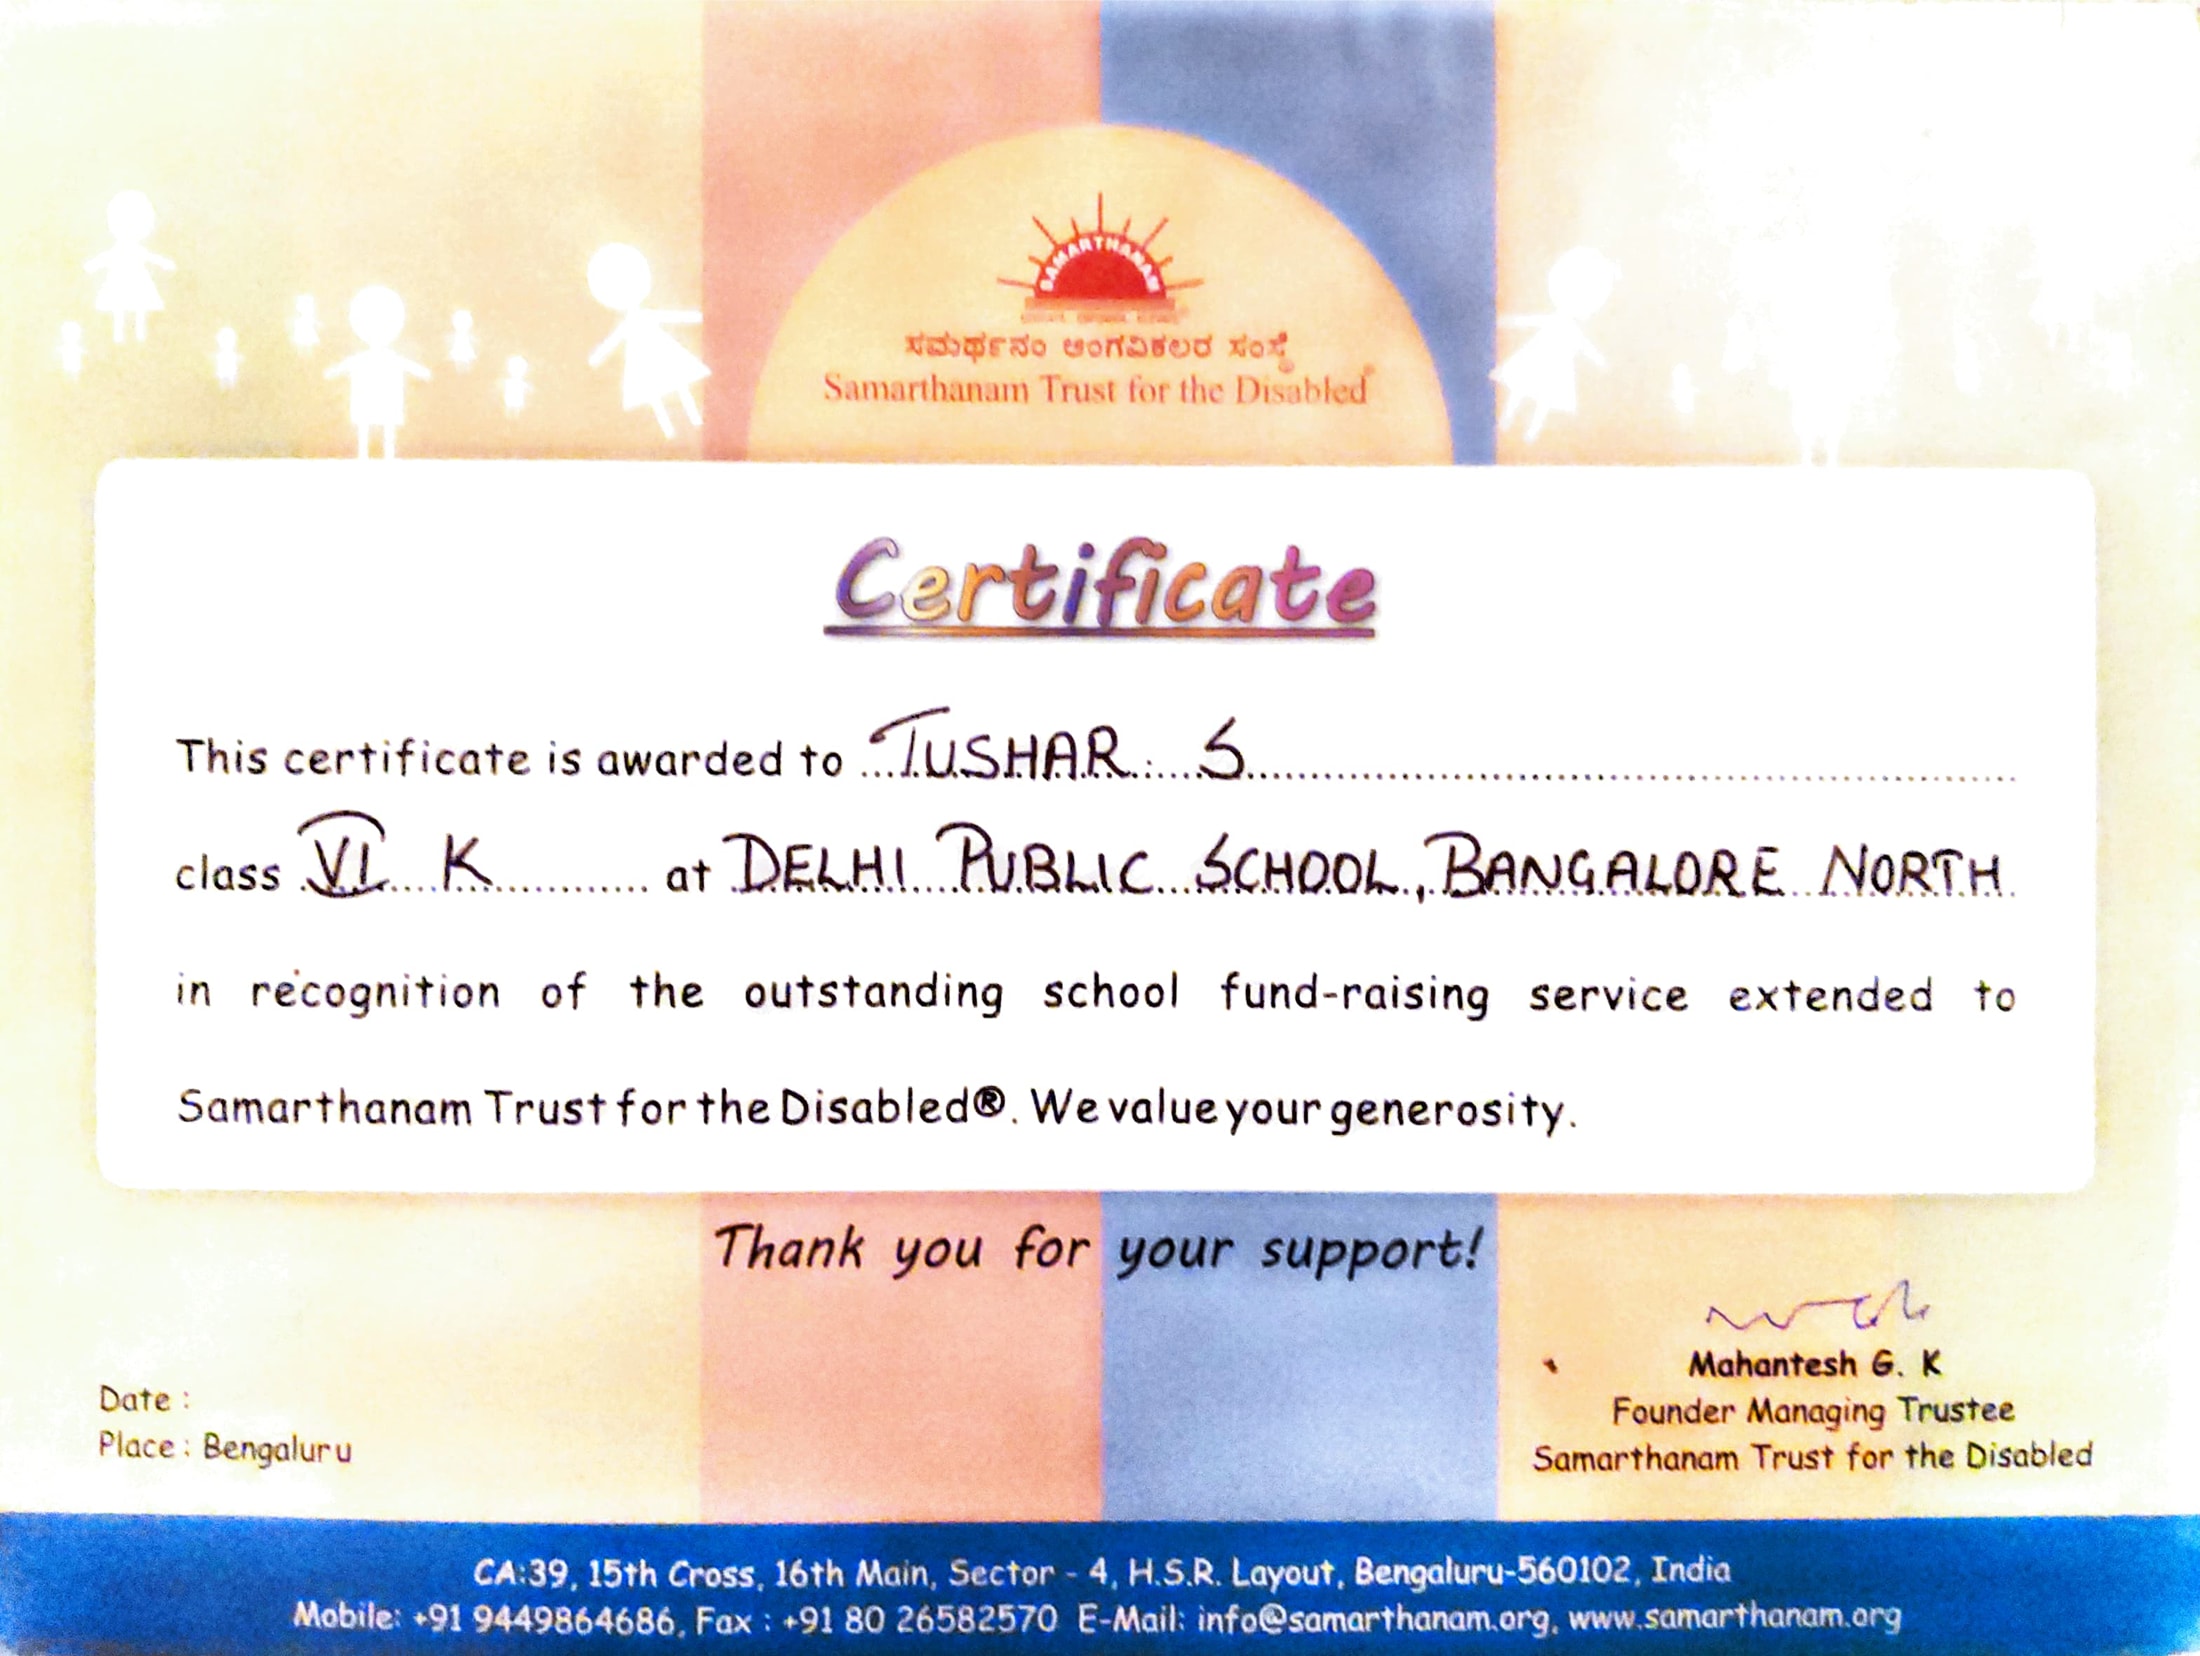 SAMARTHANAM
ಸಮರ್ಥನಂ ಅಂಗವಿಕಲರ ಸಂಸ್ಥೆ
Samarthanam Trust for the Disabled®
Certificate
This certificate is awarded to TUSHAR. S
class VI K at DELHI PUBLIC SCHOOL, BANGALORE NORTH
in recognition of the outstanding school fund-raising service extended to
Samarthanam Trust for the Disabled®. We value your generosity.
Thank you for your support!
Mahantesh G. K
Founder Managing Trustee
Samarthanam Trust for the Disabled
Date :
Place : Bengaluru
CA:39, 15th Cross, 16th Main, Sector - 4, H.S.R. Layout, Bengaluru-560102, India
Mobile: +91 9449864686, Fax : +91 80 26582570 E-Mail: info@samarthanam.org, www.samarthanam.org